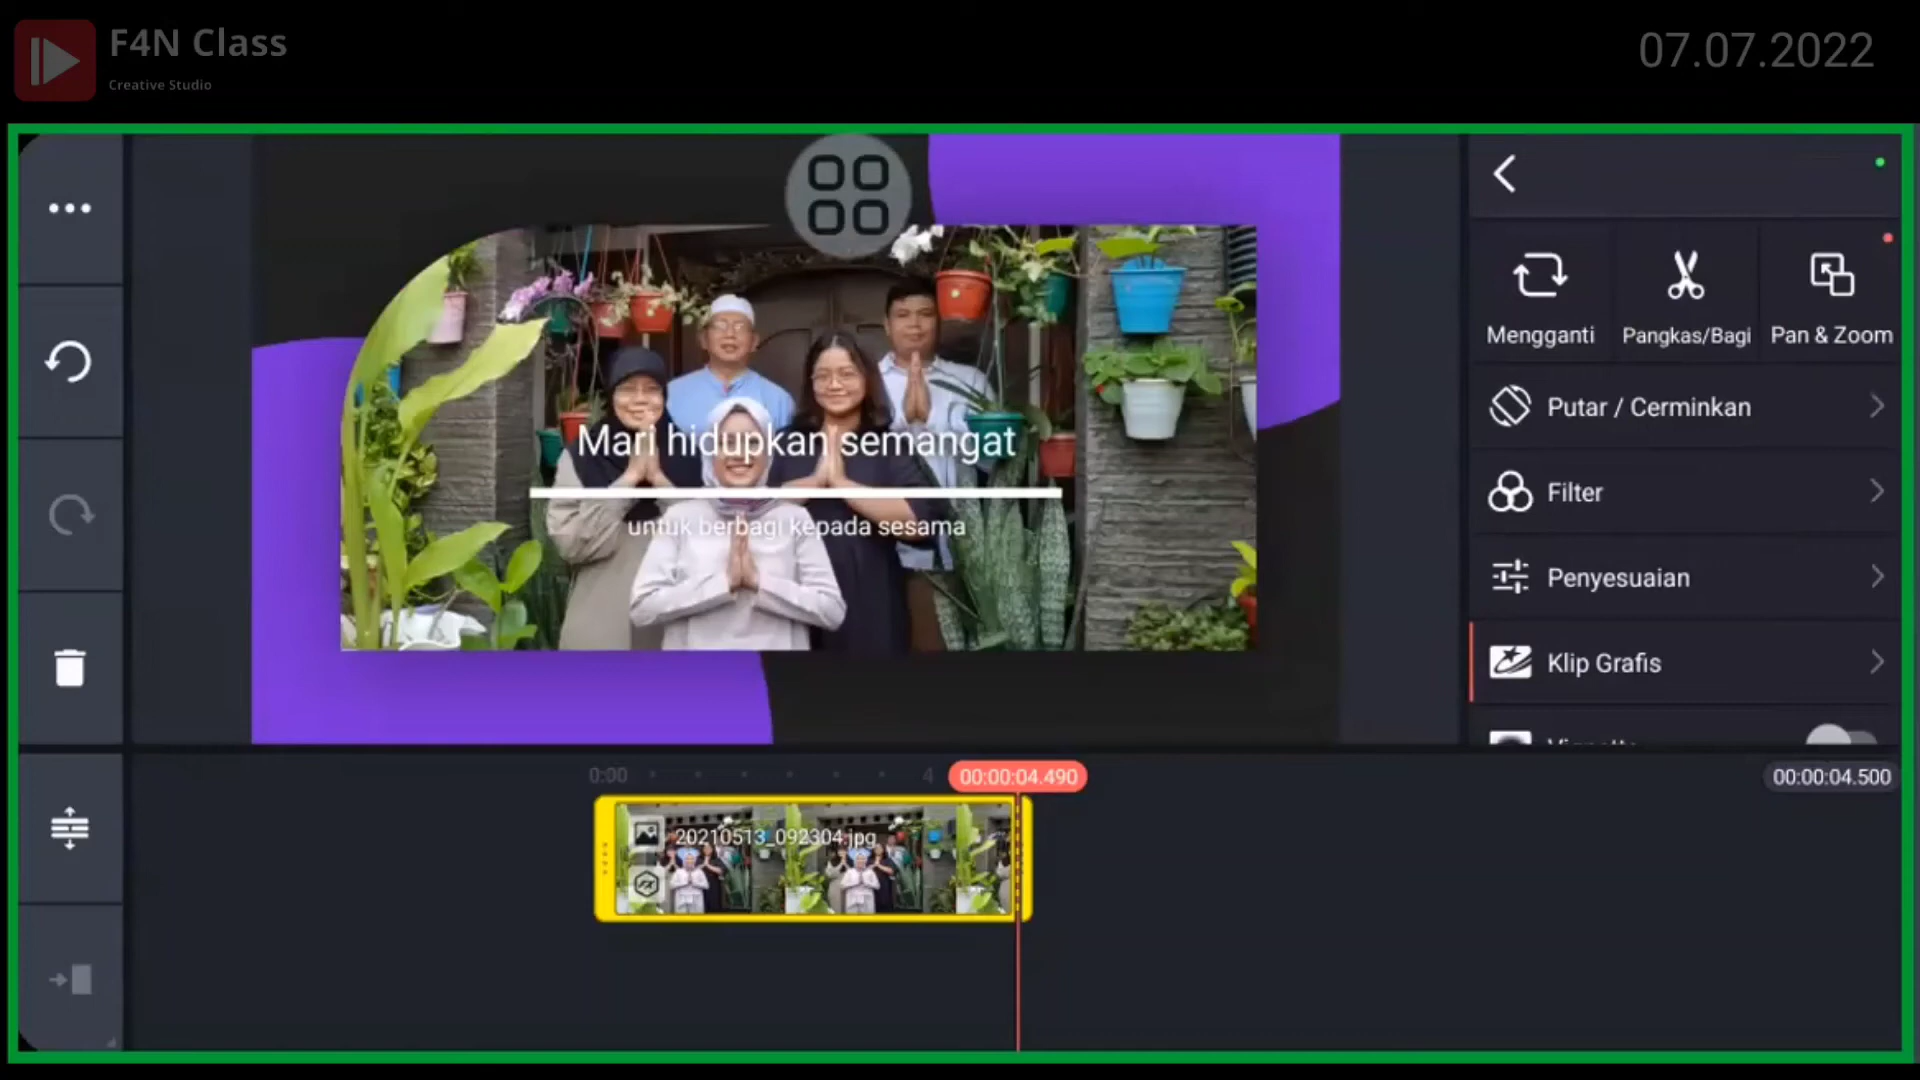 F4N Class
Creative Studio
07.07.2022
Mari hidupkan semangat
untuk berbagi kepada sesama
Mengganti
Pangkas/Bagi
Pan & Zoom
Putar / Cerminkan
Filter
Penyesuaian
Klip Grafis
0:00
4
00:00:04.490
00:00:04.500
20210513_092304.jpg